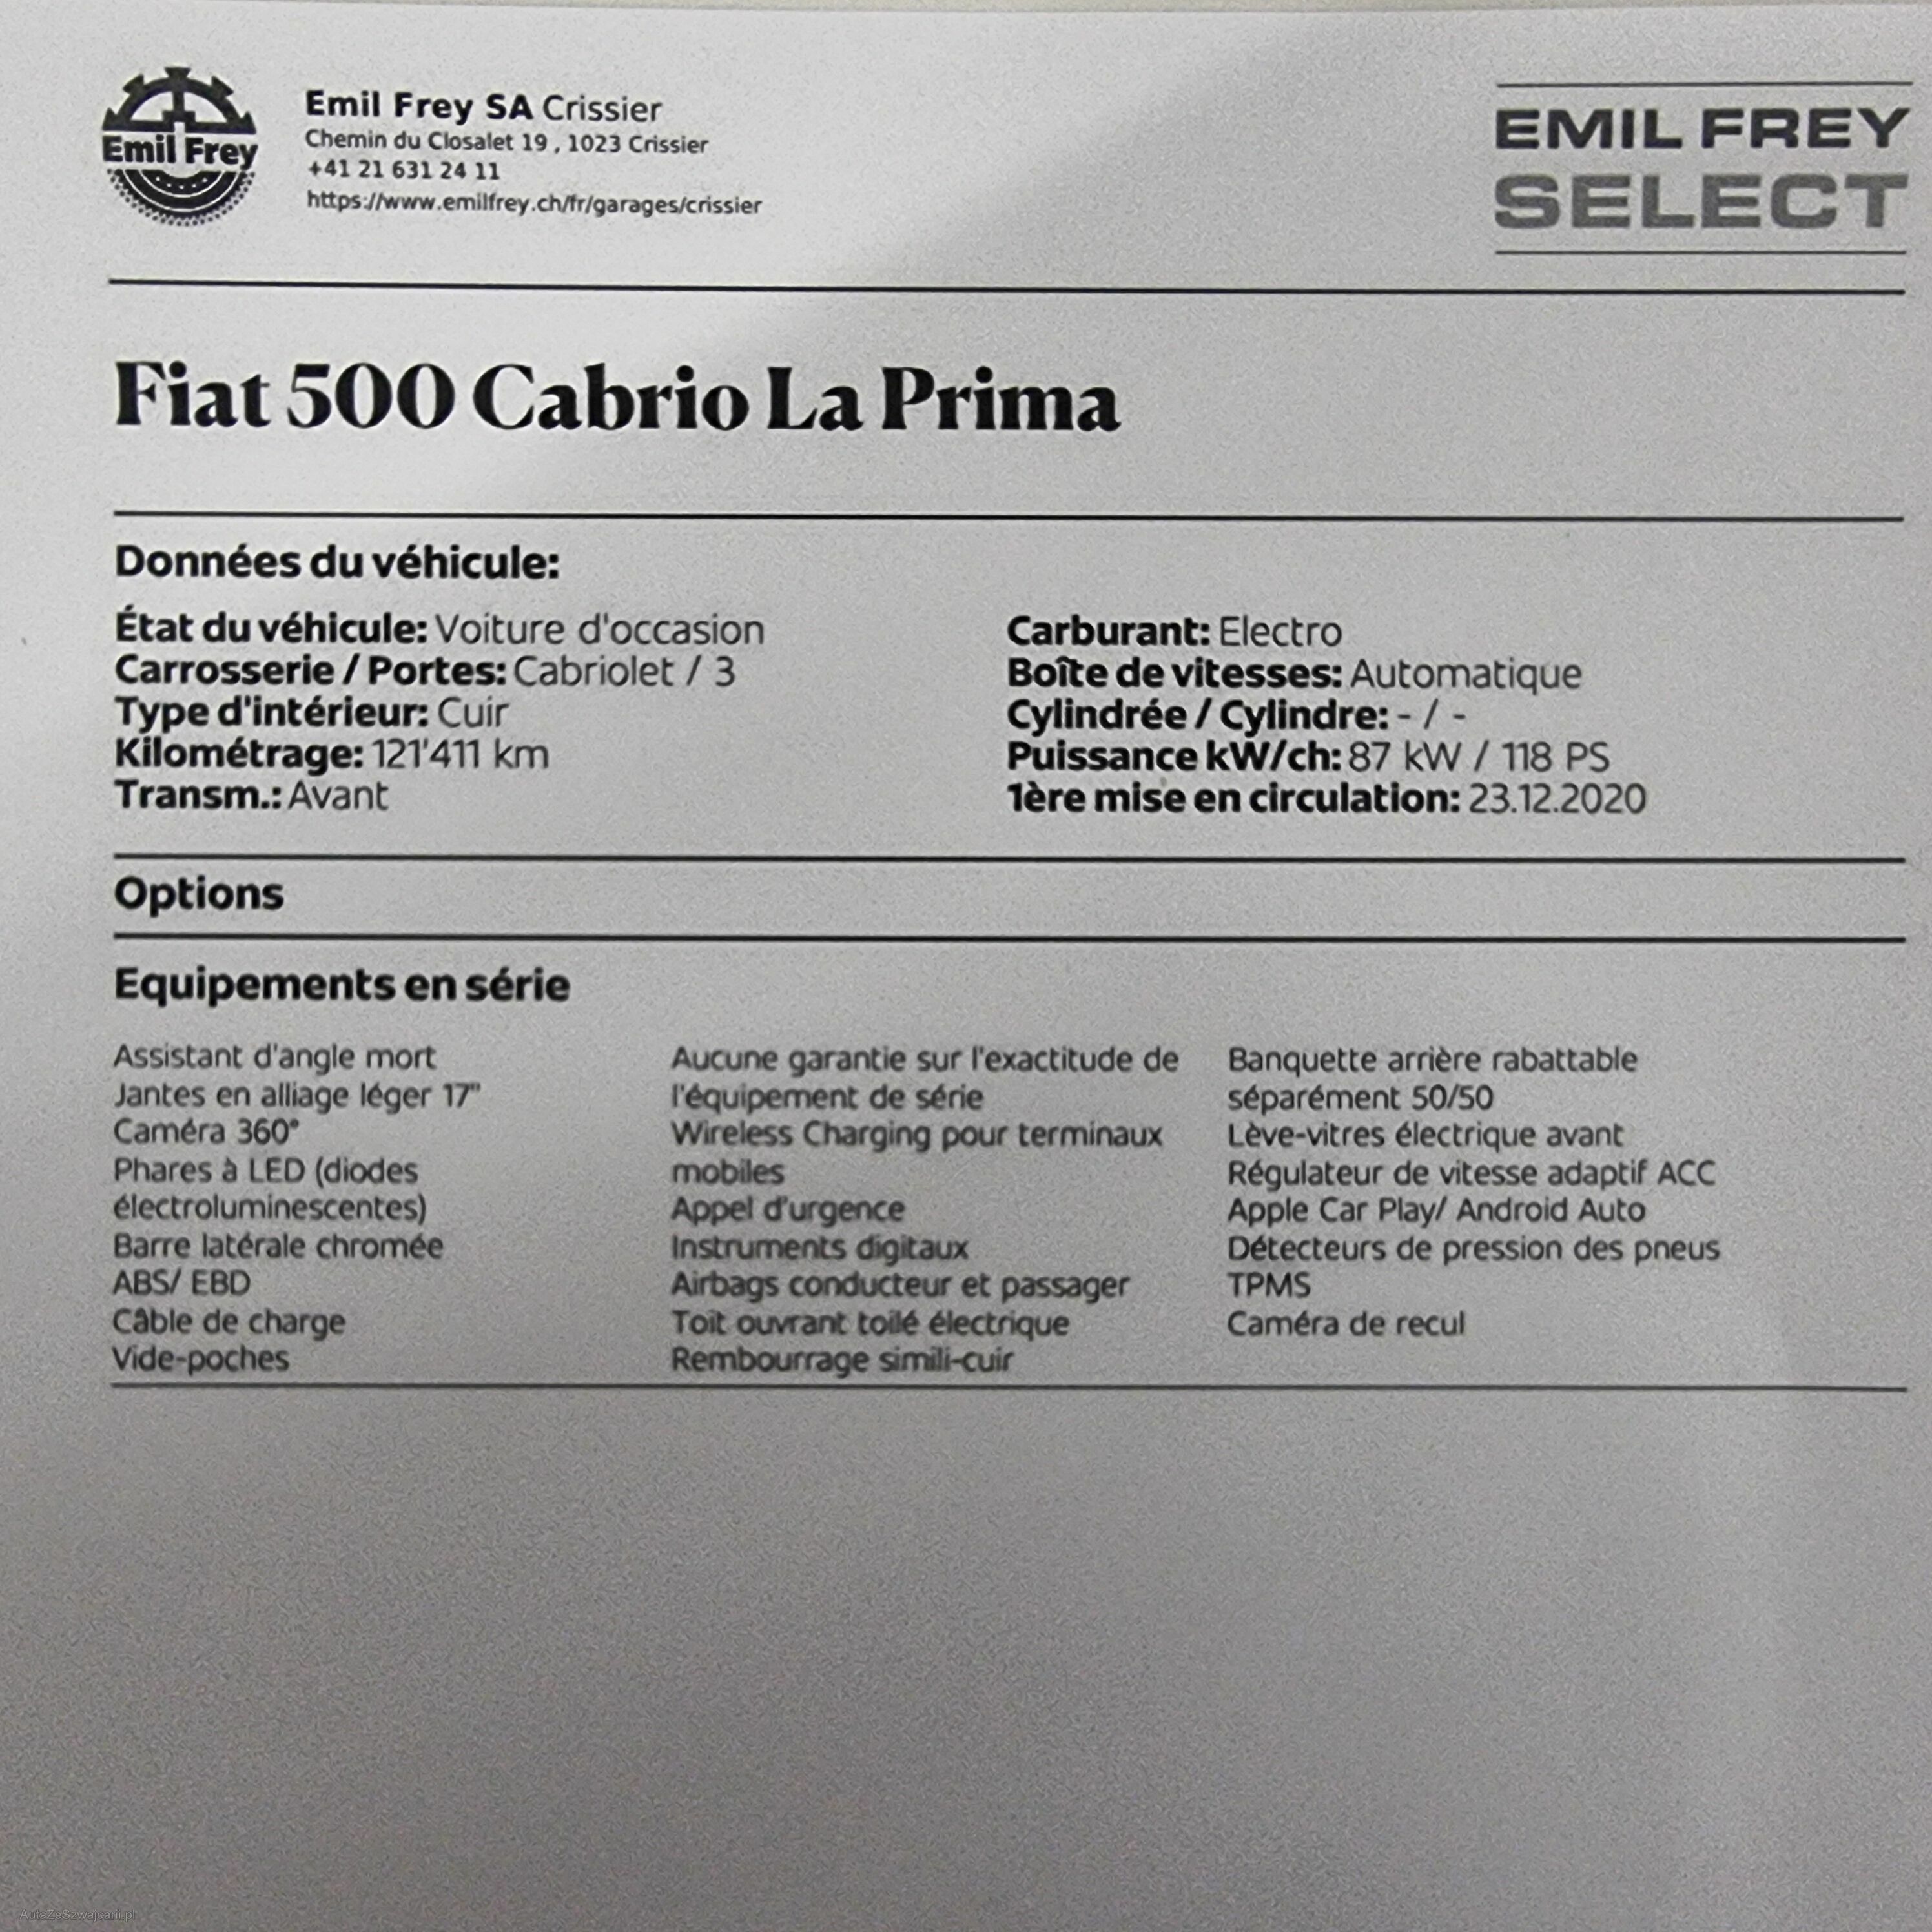 Emil Frey
Emil Frey SA Crissier
Chemin du Closalet 19 , 1023 Crissier
+41 21 631 24 11
https://www.emilfrey.ch/fr/garages/crissier
EMIL FREY
SELECT
Fiat 500 Cabrio La Prima
Données du véhicule:
État du véhicule: Voiture d'occasion
Carrosserie / Portes: Cabriolet / 3
Type d'intérieur: Cuir
Kilométrage: 121'411 km
Transm.: Avant
Carburant: Electro
Boîte de vitesses: Automatique
Cylindrée / Cylindre: - / -
Puissance kW/ch: 87 kW / 118 PS
1ère mise en circulation: 23.12.2020
Options
Equipements en série
Assistant d'angle mort
Jantes en alliage léger 17"
Caméra 360°
Phares à LED (diodes
électroluminescentes)
Barre latérale chromée
ABS/ EBD
Câble de charge
Vide-poches
Aucune garantie sur l'exactitude de
l'équipement de série
Wireless Charging pour terminaux
mobiles
Appel d'urgence
Instruments digitaux
Airbags conducteur et passager
Toit ouvrant toilé électrique
Rembourrage simili-cuir
Banquette arrière rabattable
séparément 50/50
Lève-vitres électrique avant
Régulateur de vitesse adaptif ACC
Apple Car Play/ Android Auto
Détecteurs de pression des pneus
TPMS
Caméra de recul
AutaZeSzwajcarii.pl